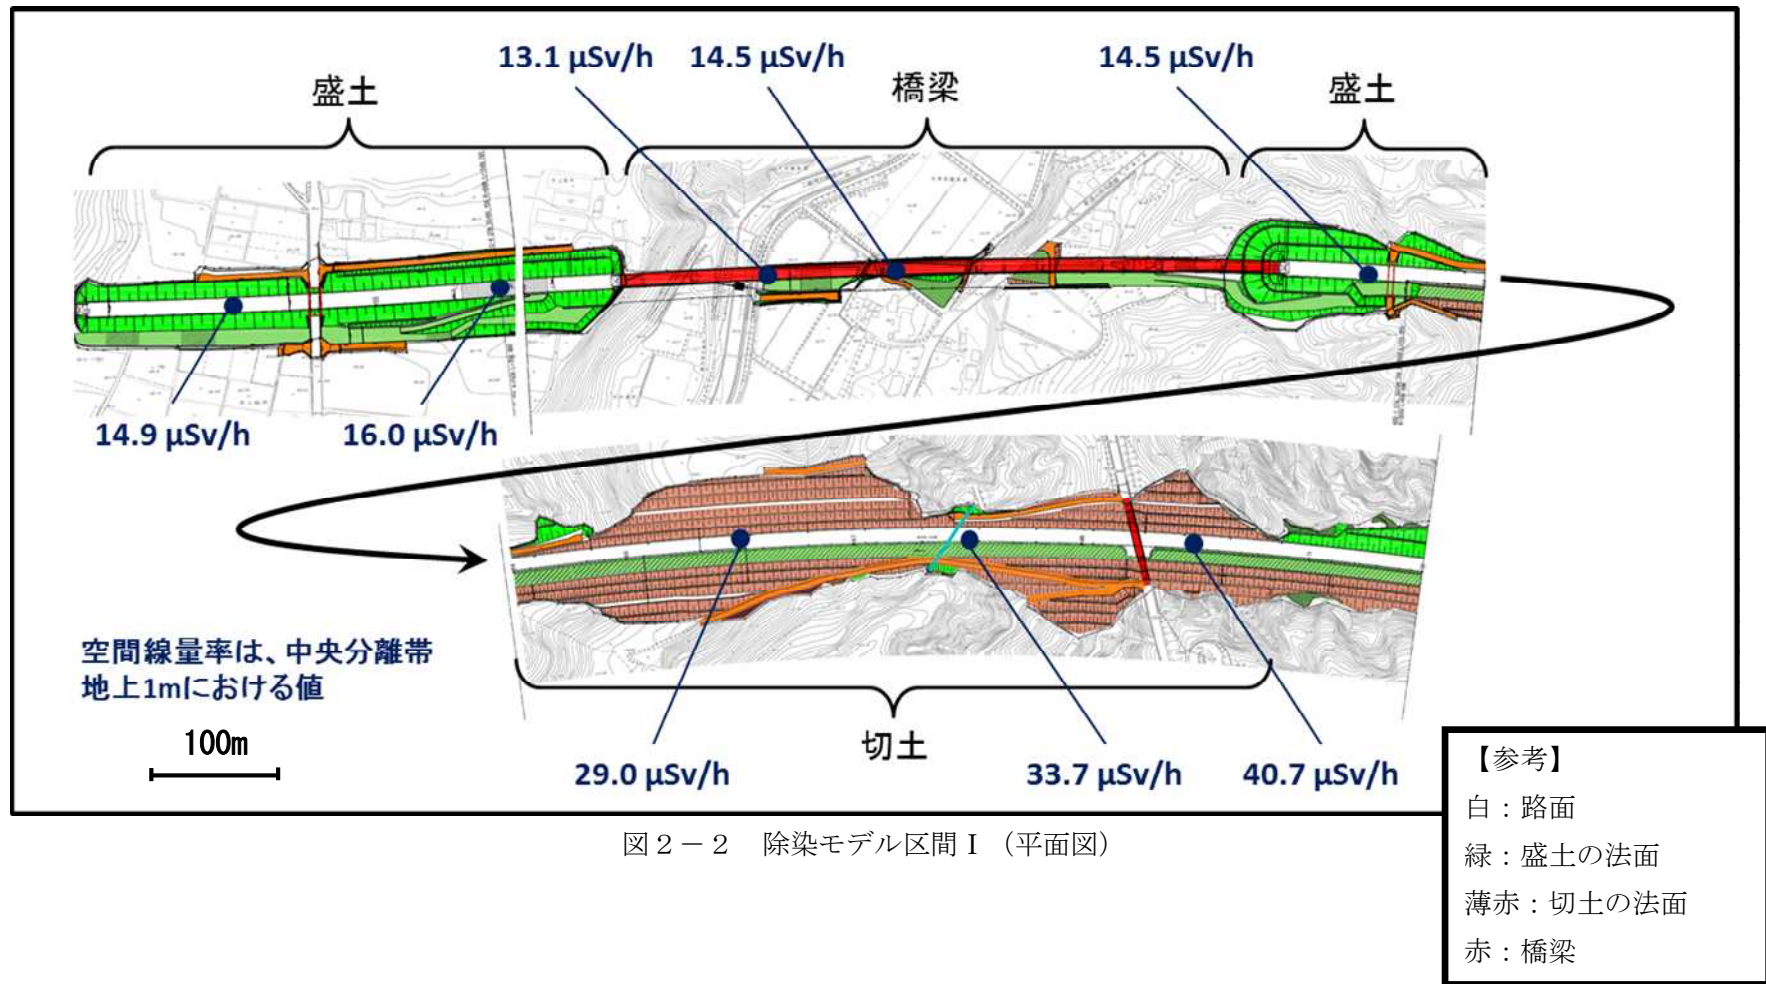 13.1 μSv/h
14.5 μSv/h
14.5 μSv/h
盛土
橋梁
盛土
14.9 μSv/h
16.0 μSv/h
空間線量率は、中央分離帯
地上1mにおける値
100m
切土
29.0 μSv/h
33.7 μSv/h
40.7 μSv/h
【参考】
白：路面
緑：盛土の法面
薄赤：切土の法面
赤：橋梁
図２－２　除染モデル区間Ⅰ（平面図）